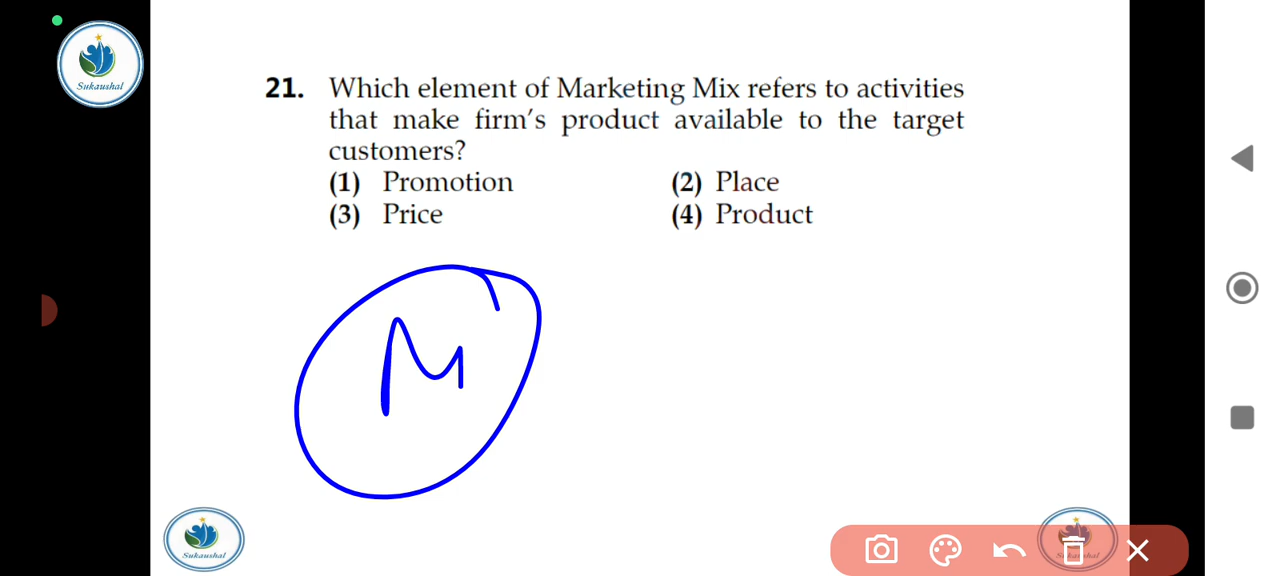 Sukaushal
21. Which element of Marketing Mix refers to activities
that make firm's product available to the target
customers?
(1) Promotion (2) Place
(3) Price (4) Product
M
Sukaushal
Sukaushal